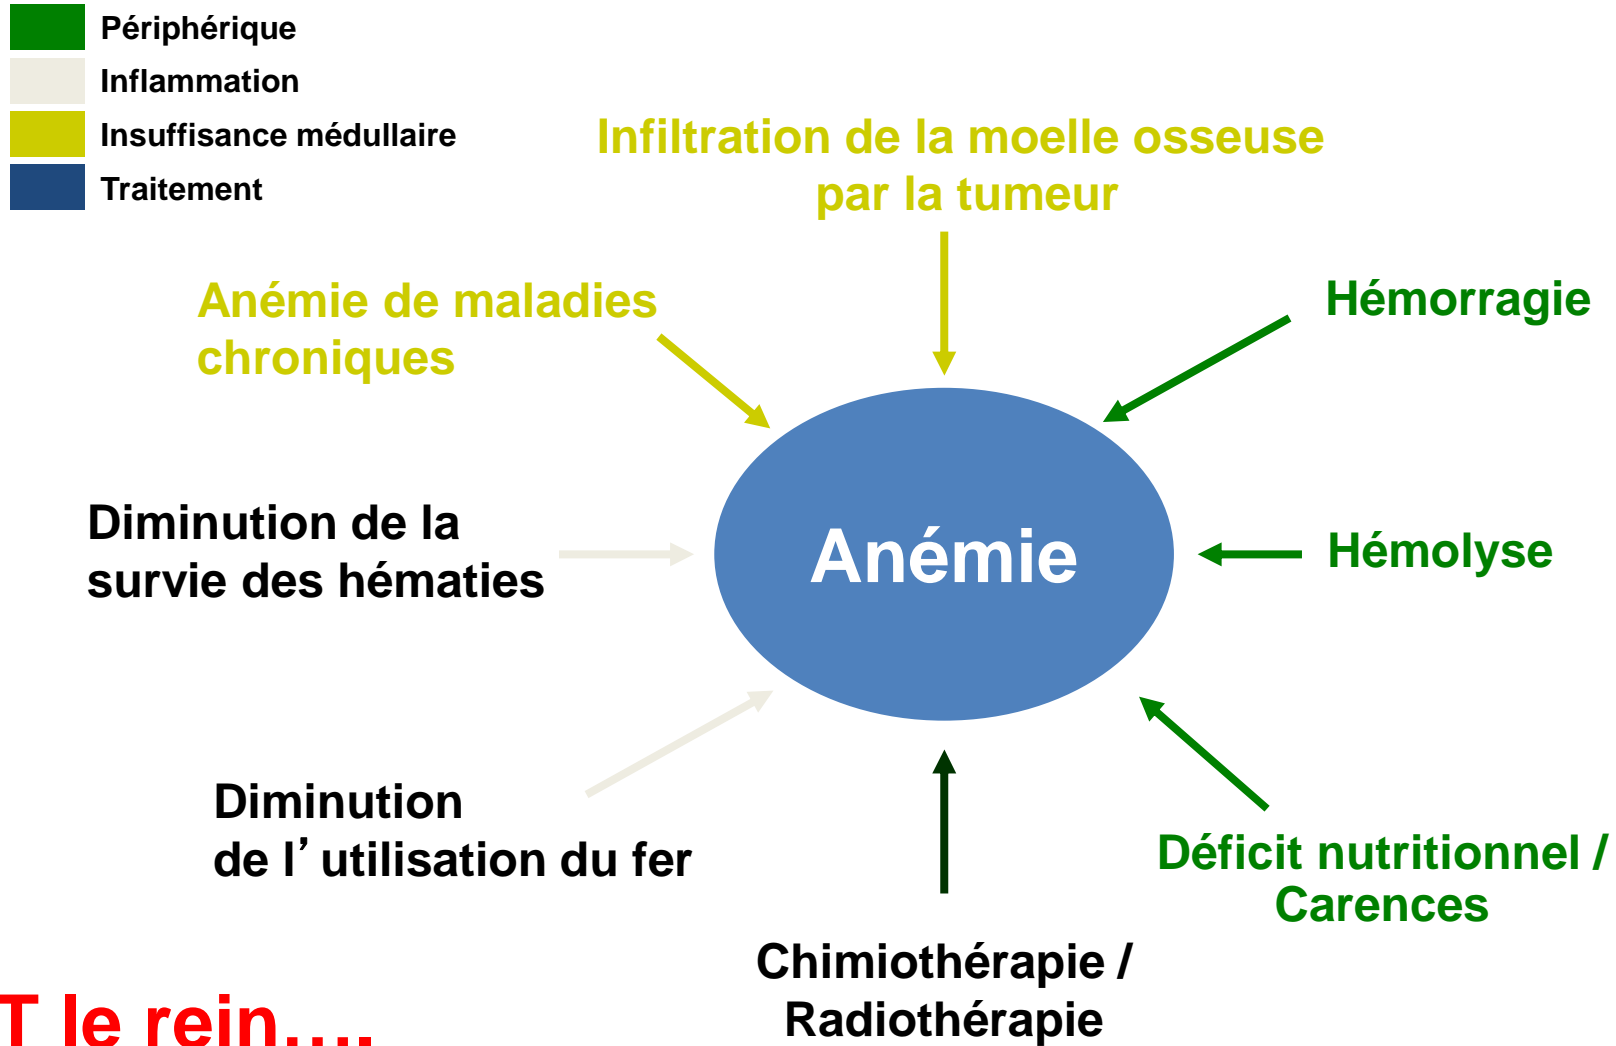 Périphérique
Inflammation
Insuffisance médullaire
Traitement
Infiltration de la moelle osseuse
par la tumeur
Anémie de maladies
chroniques
Hémorragie
Diminution de la
survie des hématies
Anémie
Hémolyse
Diminution
de l’ utilisation du fer
Déficit nutritionnel /
Carences
Chimiothérapie /
Radiothérapie
T le rein....